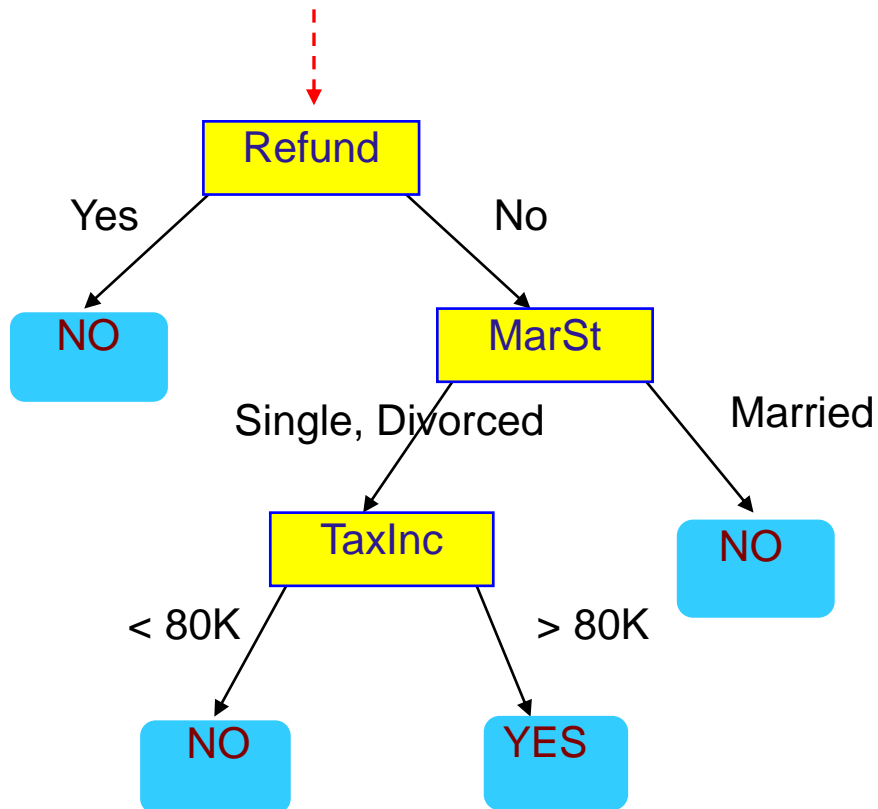 Refund
Yes
No
NO
MarSt
Single, Divorced
Married
TaxInc
NO
< 80K
> 80K
NO
YES